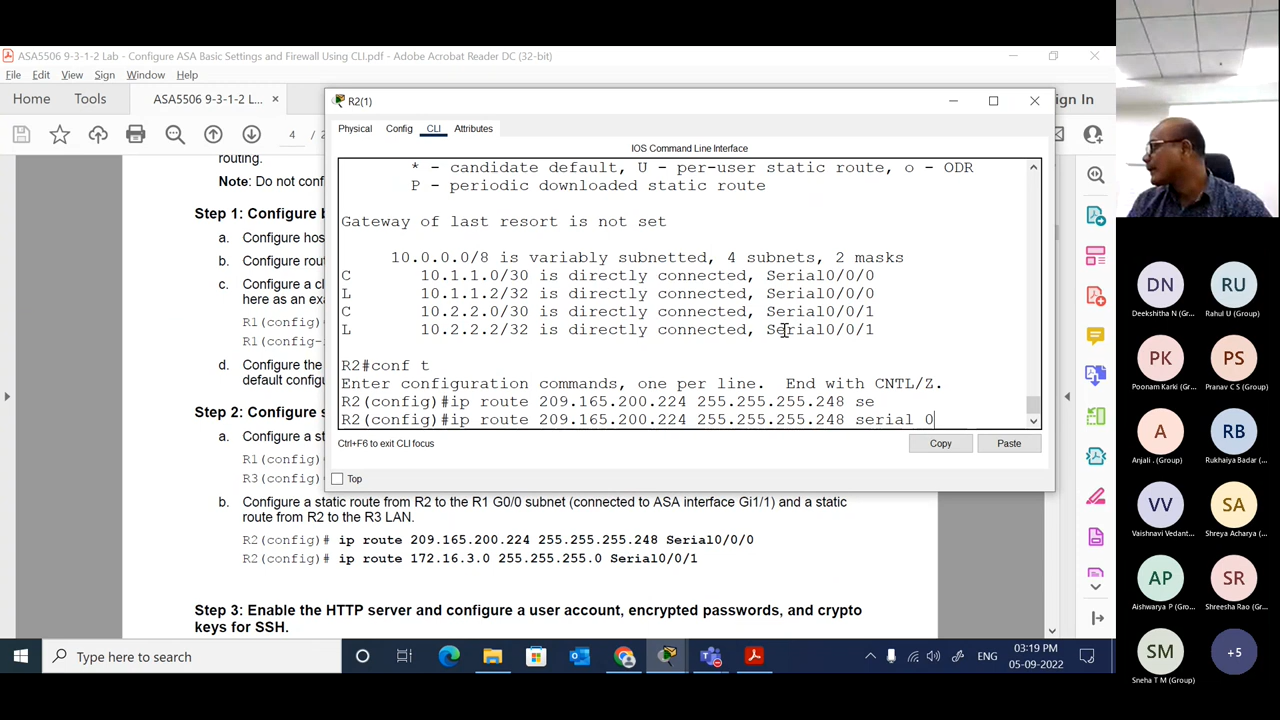 ASA5506 9-3-1-2 Lab - Configure ASA Basic Settings and Firewall Using CLI.pdf - Adobe Acrobat Reader DC (32-bit)
File Edit View Sign Window Help
Home Tools ASA5506 9-3-1-2 L... × ign In
4 / 2
routing.
Note: Do not conf
Step 1: Configure b
a. Configure hos
b. Configure rout
c. Configure a cl
here as an exa
R1(config)
R1(config-
d. Configure the
default configu
Step 2: Configure s
a. Configure a st
R1(config)
R3(config)
b. Configure a static route from R2 to the R1 G0/0 subnet (connected to ASA interface Gi1/1) and a static
route from R2 to the R3 LAN.
R2(config)# ip route 209.165.200.224 255.255.255.248 Serial0/0/0
R2(config)# ip route 172.16.3.0 255.255.255.0 Serial0/0/1
Step 3: Enable the HTTP server and configure a user account, encrypted passwords, and crypto
keys for SSH.
R2(1)
Physical Config CLI Attributes
IOS Command Line Interface
* - candidate default, U - per-user static route, o - ODR
P - periodic downloaded static route
Gateway of last resort is not set
10.0.0.0/8 is variably subnetted, 4 subnets, 2 masks
C 10.1.1.0/30 is directly connected, Serial0/0/0
L 10.1.1.2/32 is directly connected, Serial0/0/0
C 10.2.2.0/30 is directly connected, Serial0/0/1
L 10.2.2.2/32 is directly connected, Serial0/0/1
R2#conf t
Enter configuration commands, one per line. End with CNTL/Z.
R2(config)#ip route 209.165.200.224 255.255.255.248 se
R2(config)#ip route 209.165.200.224 255.255.255.248 serial 0
Ctrl+F6 to exit CLI focus
Copy Paste
Top
DN RU
Deekshitha N (Group) Rahul U (Group)
PK PS
Poonam Karki (Group) Pranav C S (Group)
A RB
Anjali . (Group) Rukhaiya Badar (Group)
VV SA
Vaishnavi Vedant... Shreya Acharya (Group)
AP SR
Aishwarya P (Gro... Shreesha Rao (Group)
SM +5
Sneha T M (Group)
Type here to search
ENG
03:19 PM
05-09-2022